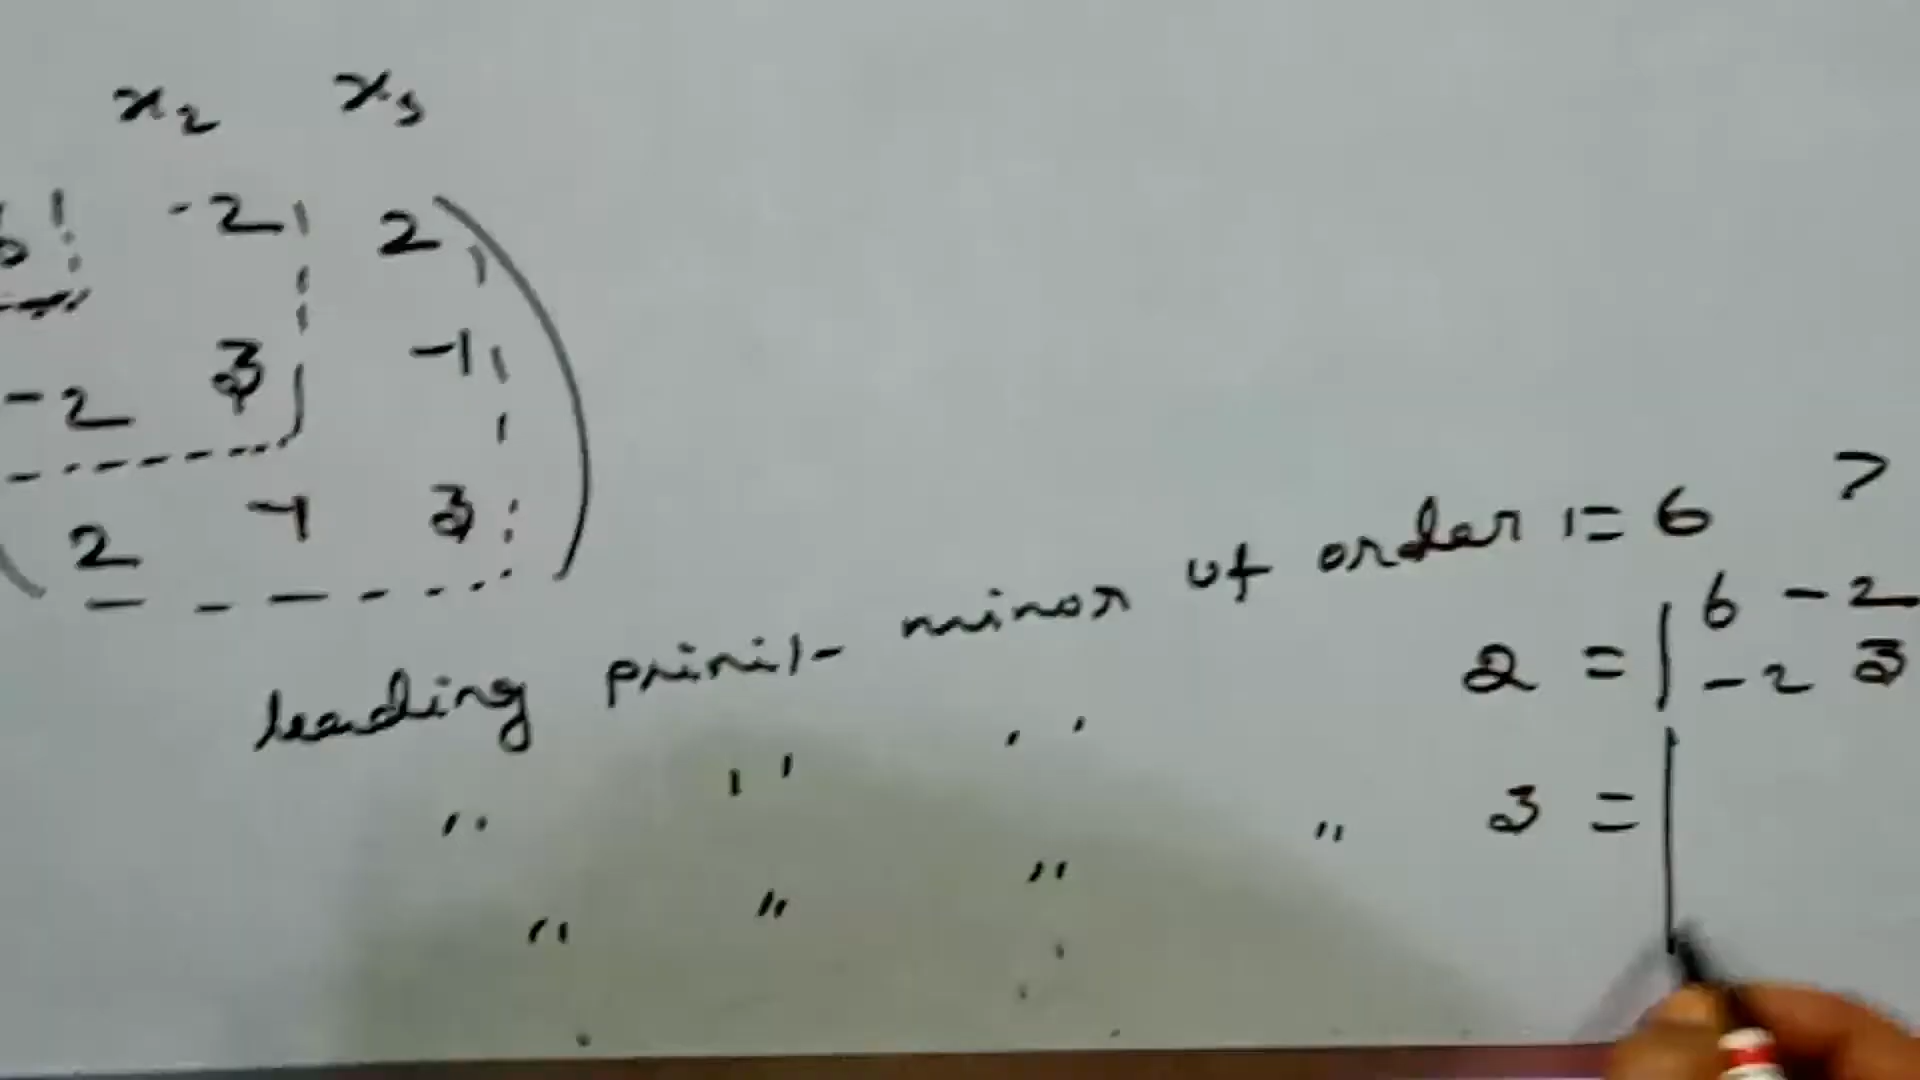 x₂ x₃
6 -2 2
-2 3 -1
2 -1 3
leading minor of order 1 = 6 >
" " " 2 = | 6 -2
-2 3
" " " " 3 = |